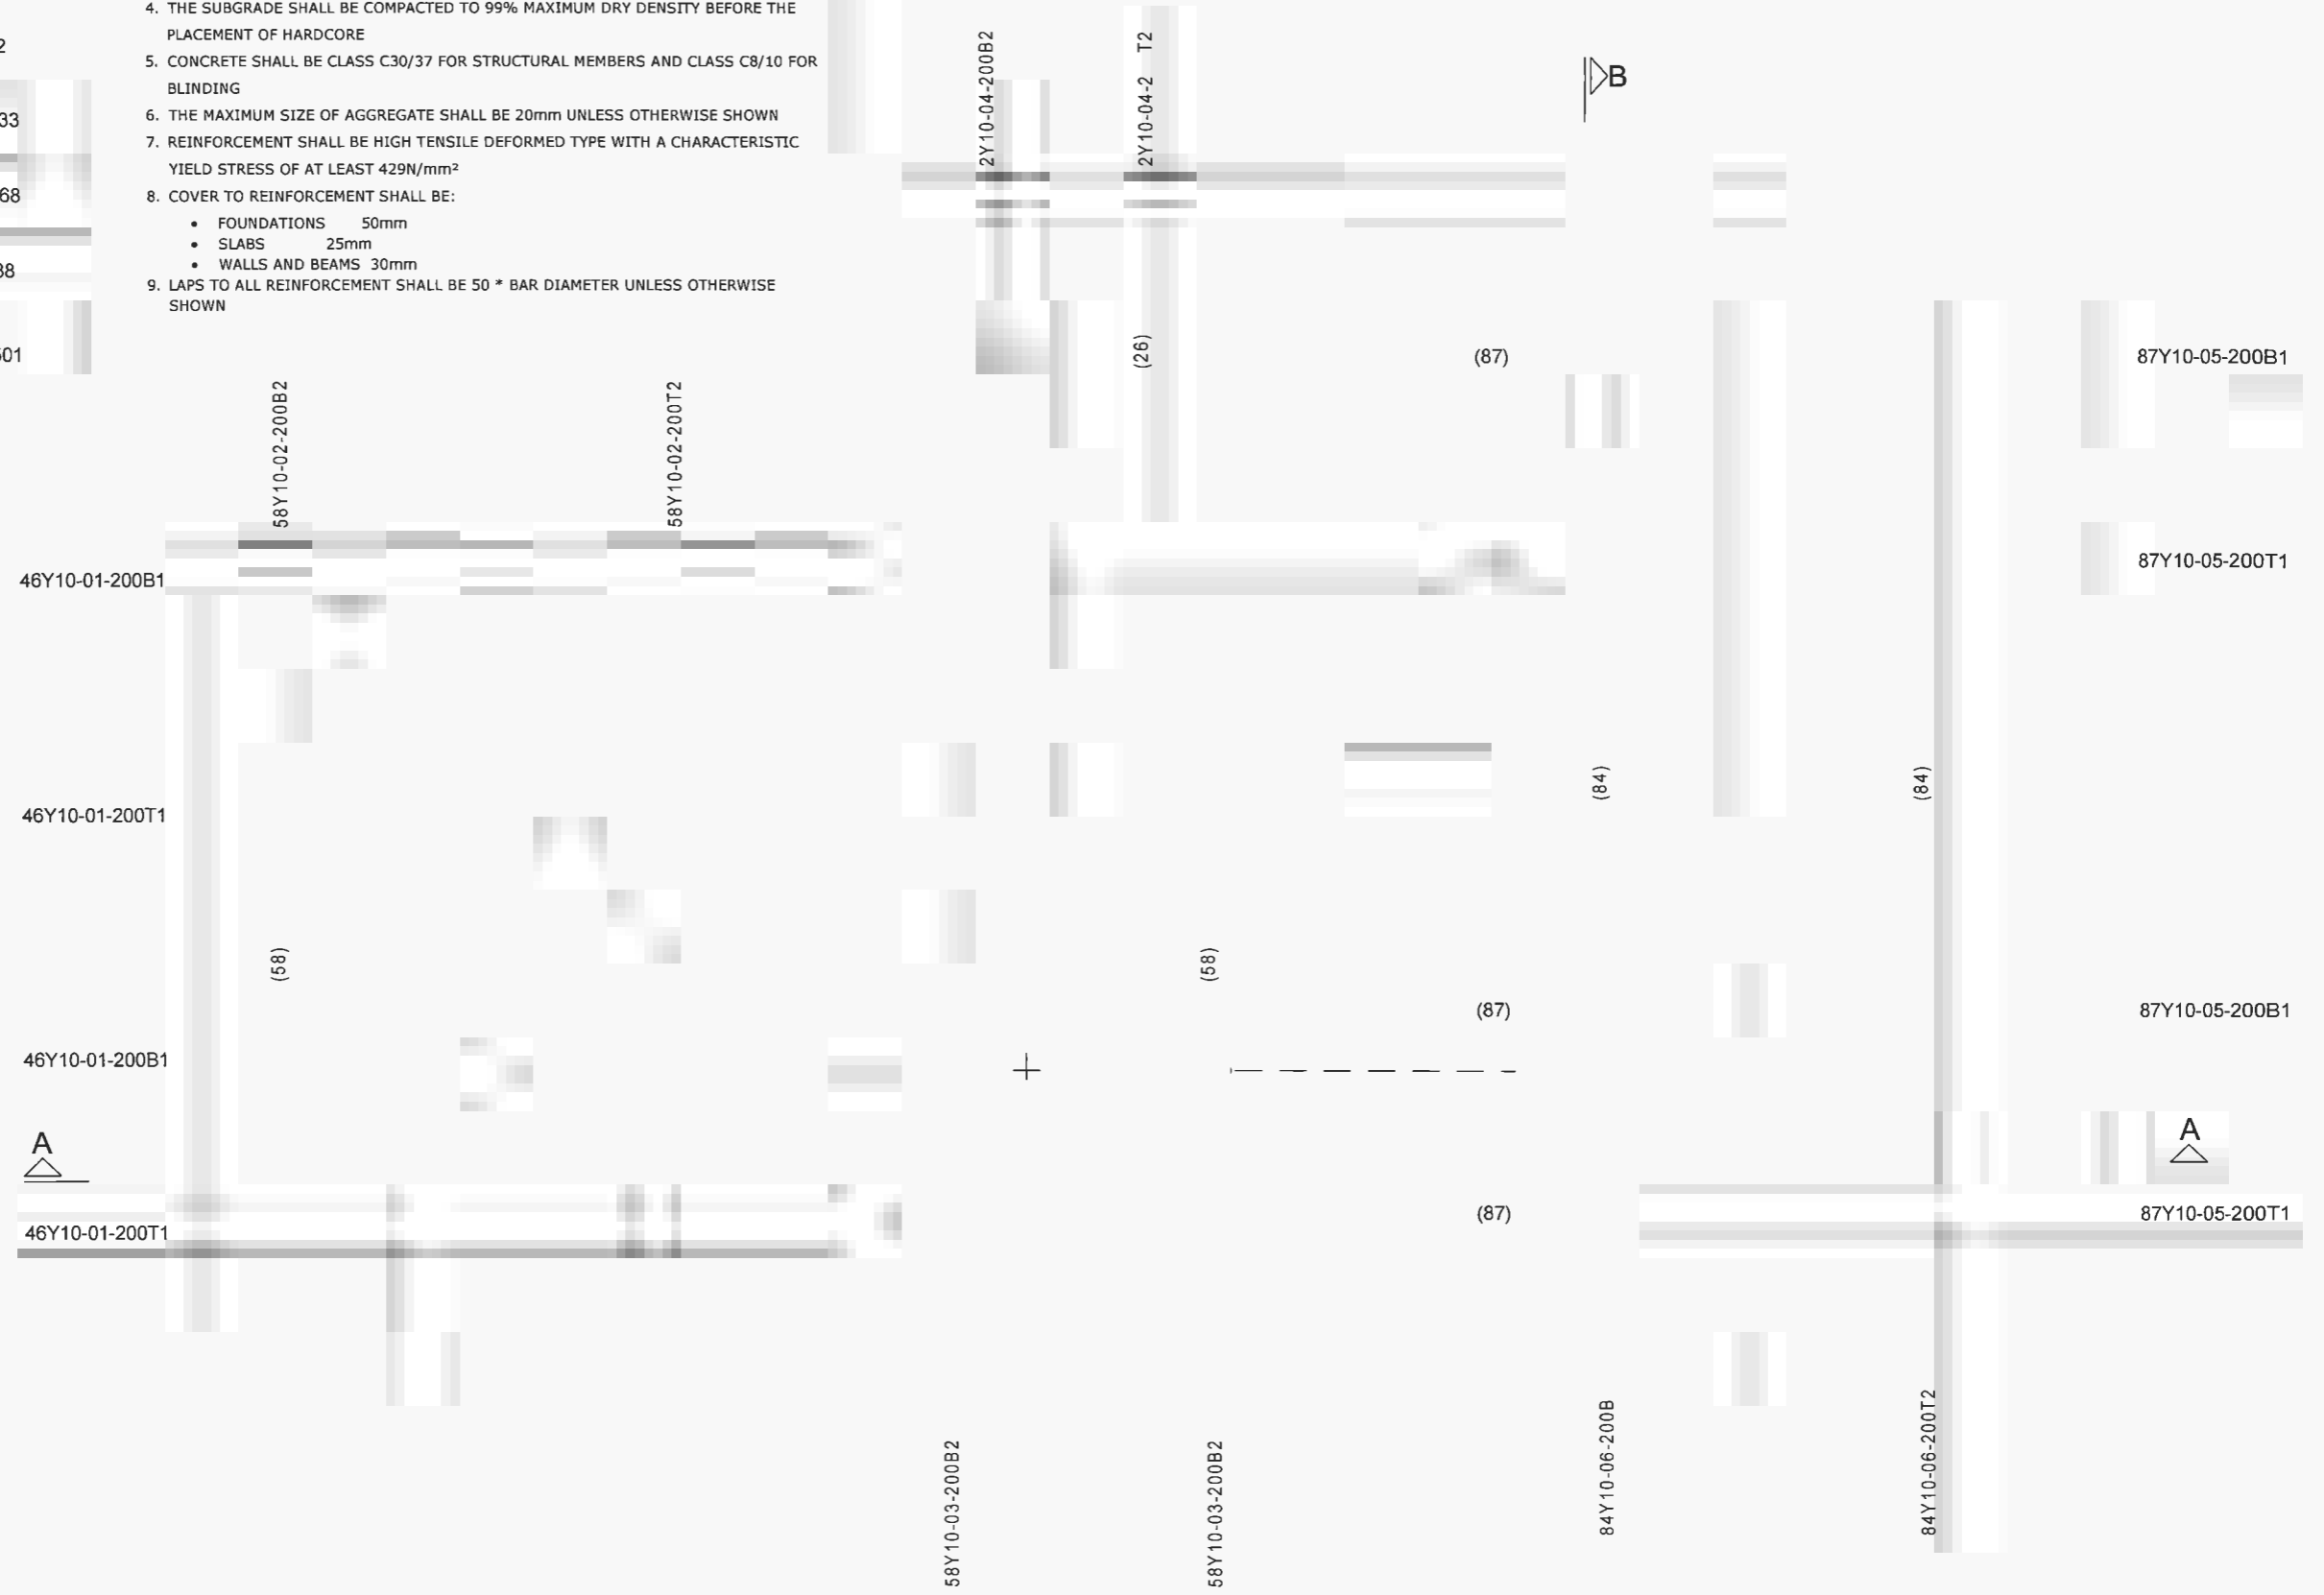 4. THE SUBGRADE SHALL BE COMPACTED TO 99% MAXIMUM DRY DENSITY BEFORE THE
PLACEMENT OF HARDCORE
5. CONCRETE SHALL BE CLASS C30/37 FOR STRUCTURAL MEMBERS AND CLASS C8/10 FOR
BLINDING
6. THE MAXIMUM SIZE OF AGGREGATE SHALL BE 20mm UNLESS OTHERWISE SHOWN
7. REINFORCEMENT SHALL BE HIGH TENSILE DEFORMED TYPE WITH A CHARACTERISTIC
YIELD STRESS OF AT LEAST 429N/mm²
8. COVER TO REINFORCEMENT SHALL BE:
• FOUNDATIONS 50mm
• SLABS 25mm
• WALLS AND BEAMS 30mm
9. LAPS TO ALL REINFORCEMENT SHALL BE 50 * BAR DIAMETER UNLESS OTHERWISE
SHOWN
2
33
68
38
501
2Y10-04-200B2
2Y10-04-2 T2
B
(26)
(87)
87Y10-05-200B1
58Y10-02-200B2
58Y10-02-200T2
46Y10-01-200B1
87Y10-05-200T1
46Y10-01-200T1
(84)
(84)
(58)
(58)
(87)
87Y10-05-200B1
46Y10-01-200B1
A
A
46Y10-01-200T1
(87)
87Y10-05-200T1
58Y10-03-200B2
58Y10-03-200B2
84Y10-06-200B
84Y10-06-200T2